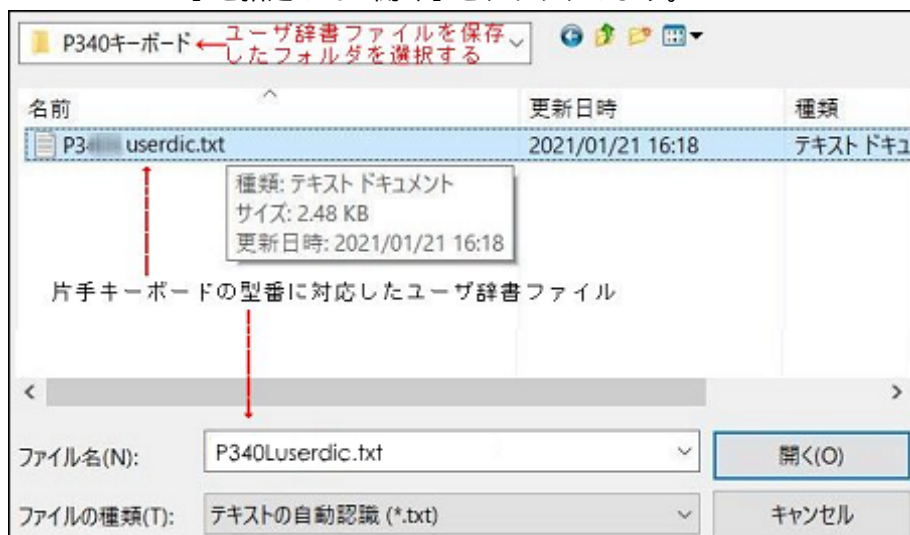 P340キーボード
←ユーザ辞書ファイルを保存
したフォルダを選択する
名前
更新日時
種類
userdic.txt
2021/01/21 16:18
テキスト ドキュ
種類: テキスト ドキュメント
サイズ: 2.48 KB
更新日時: 2021/01/21 16:18
片手キーボードの型番に対応したユーザ辞書ファイル
ファイル名(N):
P340Luserdic.txt
開く(O)
ファイルの種類(T):
テキストの自動認識 (*.txt)
キャンセル